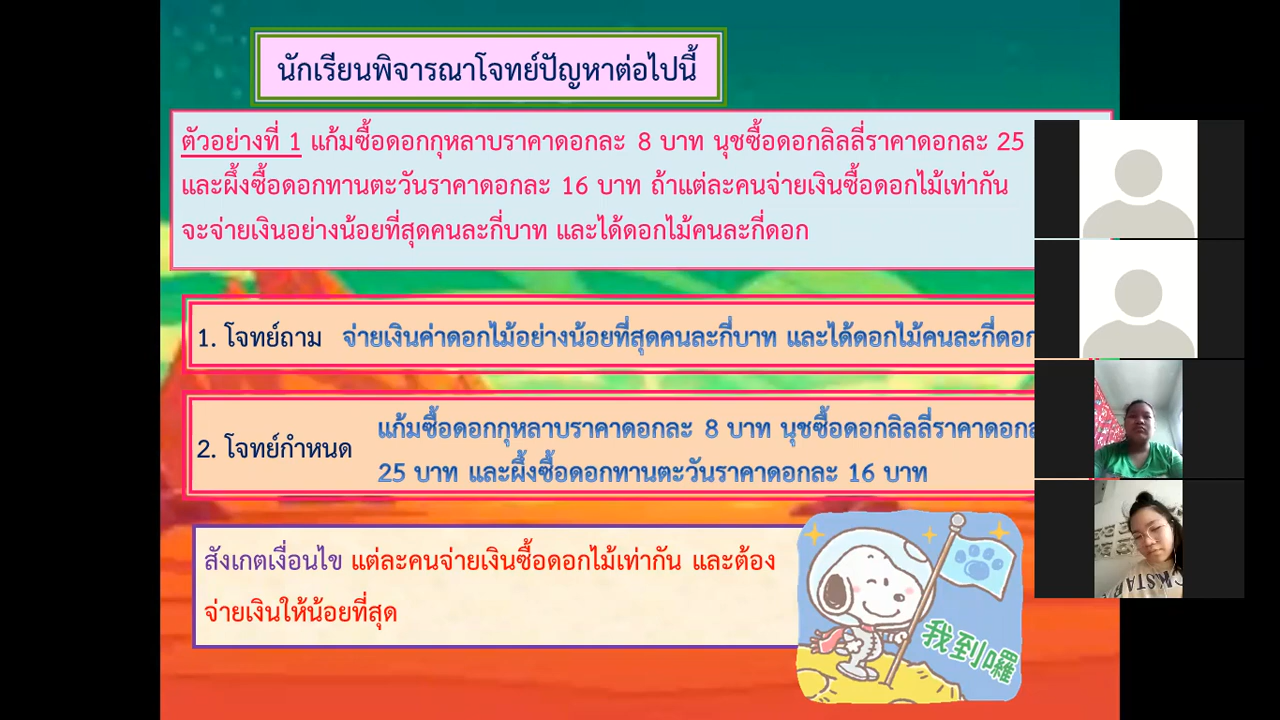 นักเรียนพิจารณาโจทย์ปัญหาต่อไปนี้
ตัวอย่างที่ 1 แก้มซื้อดอกกุหลาบราคาดอกละ 8 บาท นุชซื้อดอกลิลลี่ราคาดอกละ 25
และผึ้งซื้อดอกทานตะวันราคาดอกละ 16 บาท ถ้าแต่ละคนจ่ายเงินซื้อดอกไม้เท่ากัน
จะจ่ายเงินอย่างน้อยที่สุดคนละกี่บาท และได้ดอกไม้คนละกี่ดอก
1. โจทย์ถาม จ่ายเงินค่าดอกไม้อย่างน้อยที่สุดคนละกี่บาท และได้ดอกไม้คนละกี่ดอก
2. โจทย์กำหนด
แก้มซื้อดอกกุหลาบราคาดอกละ 8 บาท นุชซื้อดอกลิลลี่ราคาดอกละ
25 บาท และผึ้งซื้อดอกทานตะวันราคาดอกละ 16 บาท
สังเกตเงื่อนไข แต่ละคนจ่ายเงินซื้อดอกไม้เท่ากัน และต้อง
จ่ายเงินให้น้อยที่สุด
我到囉